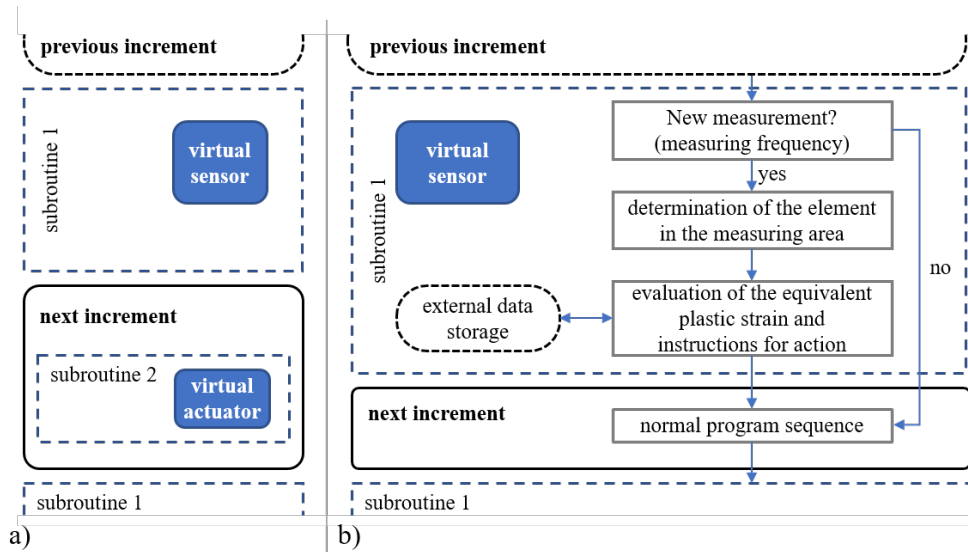 previous increment
subroutine 1
virtual
sensor
next increment
subroutine 2
virtual
actuator
subroutine 1
a)
previous increment
New measurement?
(measuring frequency)
virtual
sensor
subroutine 1
yes
determination of the element
in the measuring area
no
external data
storage
evaluation of the equivalent
plastic strain and
instructions for action
next increment
normal program sequence
subroutine 1
b)